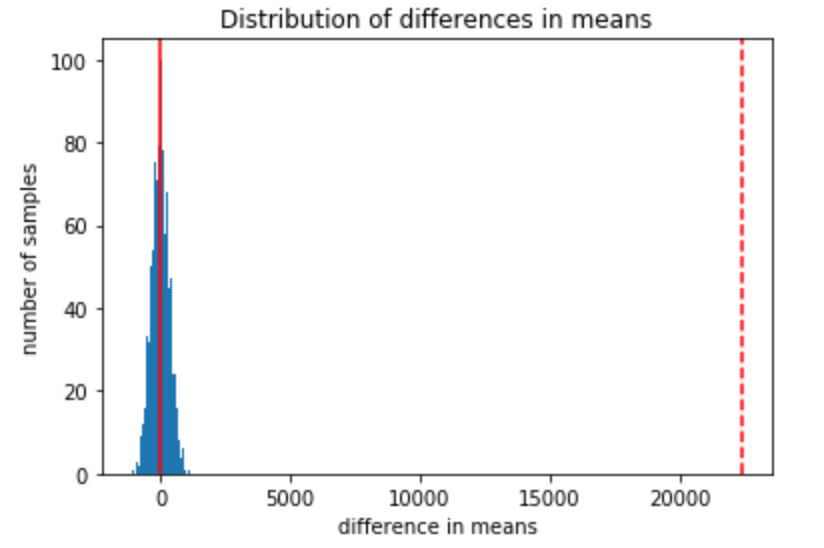 Distribution of differences in means
100
80
60
40
20
0
number of samples
0 5000 10000 15000 20000
difference in means